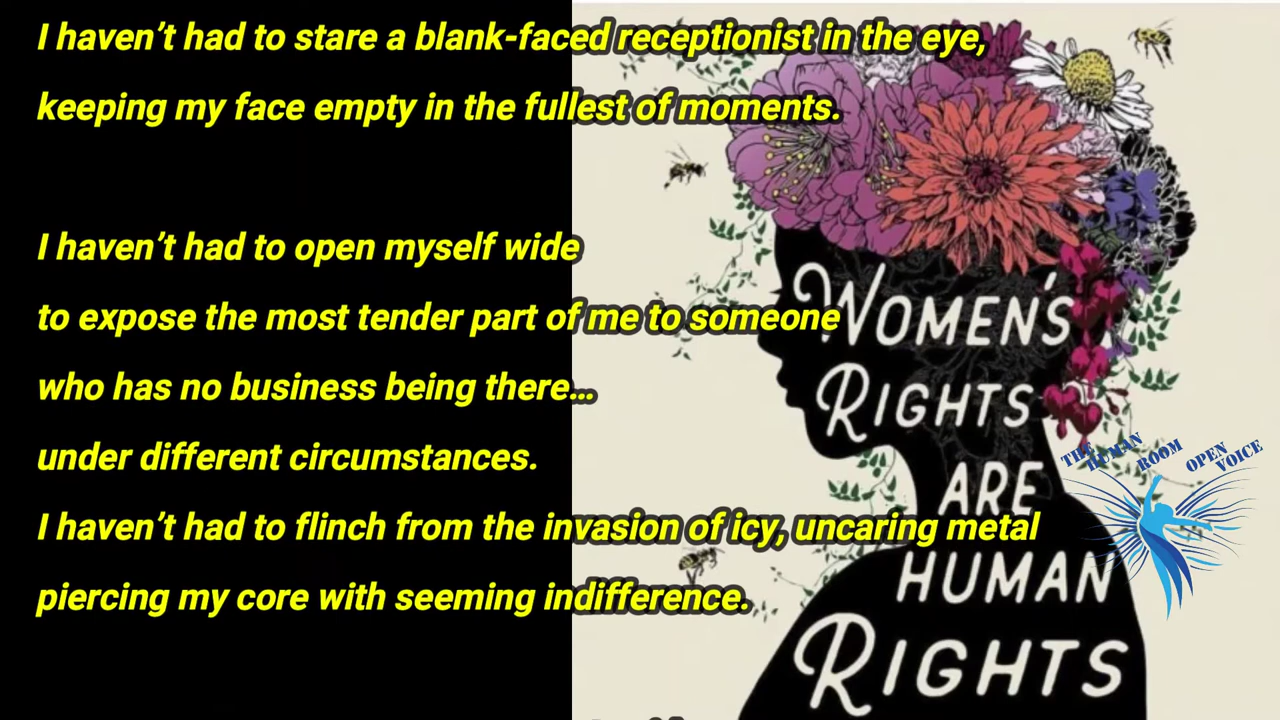 I haven’t had to stare a blank-faced receptionist in the eye,
keeping my face empty in the fullest of moments.
I haven’t had to open myself wide
to expose the most tender part of me to someone
who has no business being there…
under different circumstances.
I haven’t had to flinch from the invasion of icy, uncaring metal
piercing my core with seeming indifference.
WOMEN'S
RIGHTS
ARE
HUMAN
RIGHTS
THE HUMAN ROOM OPEN VOICE